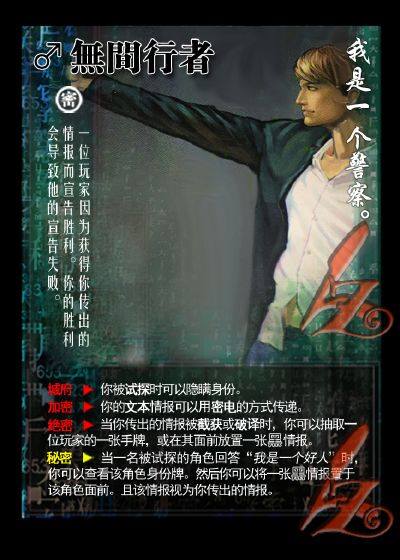 ♂ 無間行者
密
我是一个警察。
一位玩家因为获得你传出的
情报而宣告胜利。你的胜利
会导致他的宣告失败。
城府 ▶ 你被试探时可以隐瞒身份。
加密 ▶ 你的文本情报可以用密电的方式传递。
绝密 ▶ 当你传出的情报被截获或破译时，你可以抽取一
位玩家的一张手牌，或在其面前放置一张黑情报。
秘密 ▶ 当一名被试探的角色回答“我是一个好人”时，
你可以查看该角色身份牌。然后你可以将一张黑情报置于
该角色面前。且该情报视为你传出的情报。